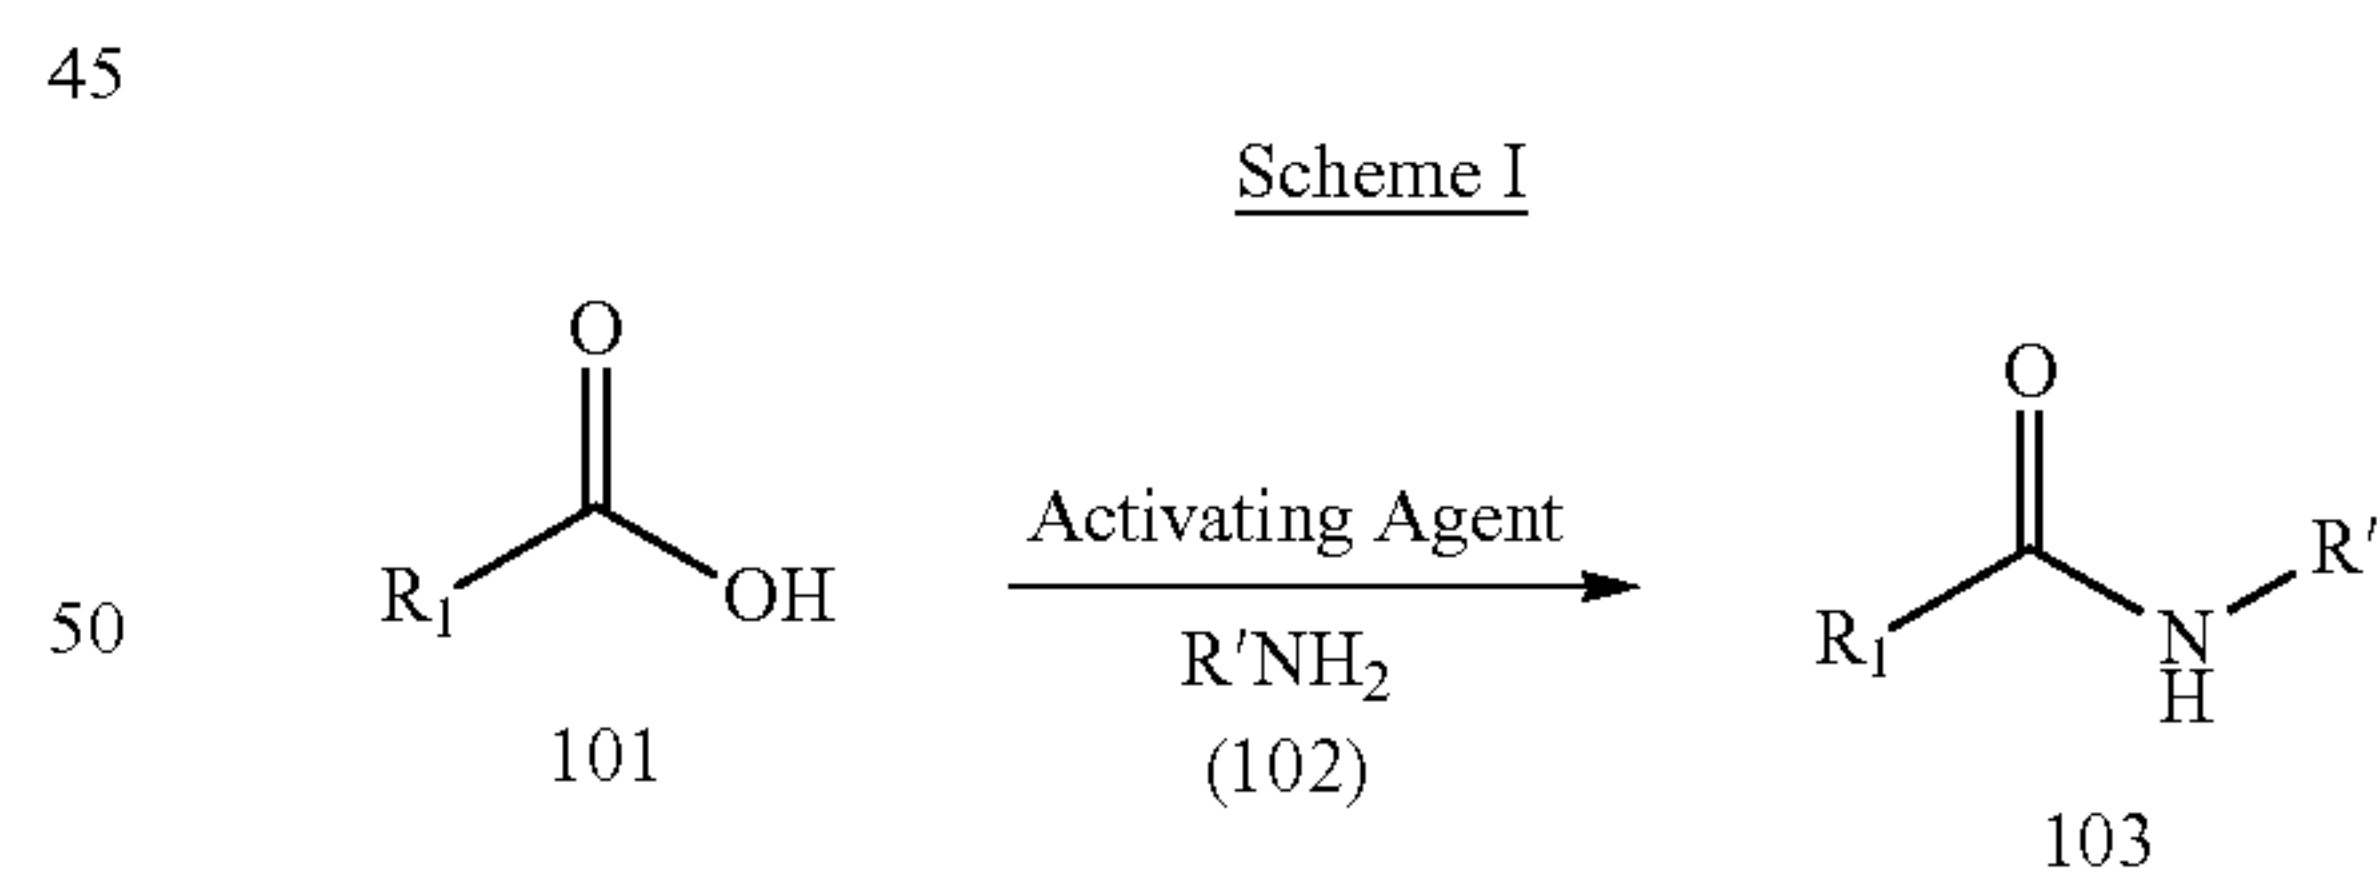 45
Scheme I
O
O
Activating Agent
R'
R₁
OH
N
H
R₁
50
R'NH₂
(102)
101
103